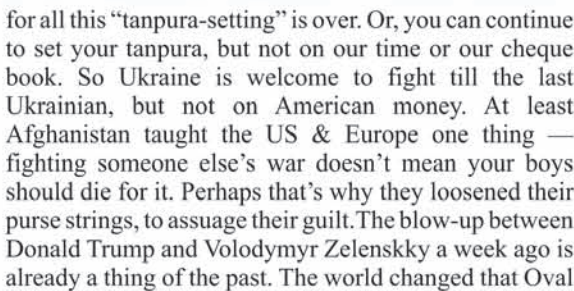 for all this “tanpura-setting” is over. Or, you can continue
to set your tanpura, but not on our time or our cheque
book. So Ukraine is welcome to fight till the last
Ukrainian, but not on American money. At least
Afghanistan taught the US & Europe one thing —
fighting someone else’s war doesn’t mean your boys
should die for it. Perhaps that’s why they loosened their
purse strings, to assuage their guilt.The blow-up between
Donald Trump and Volodymyr Zelenskky a week ago is
already a thing of the past. The world changed that Oval